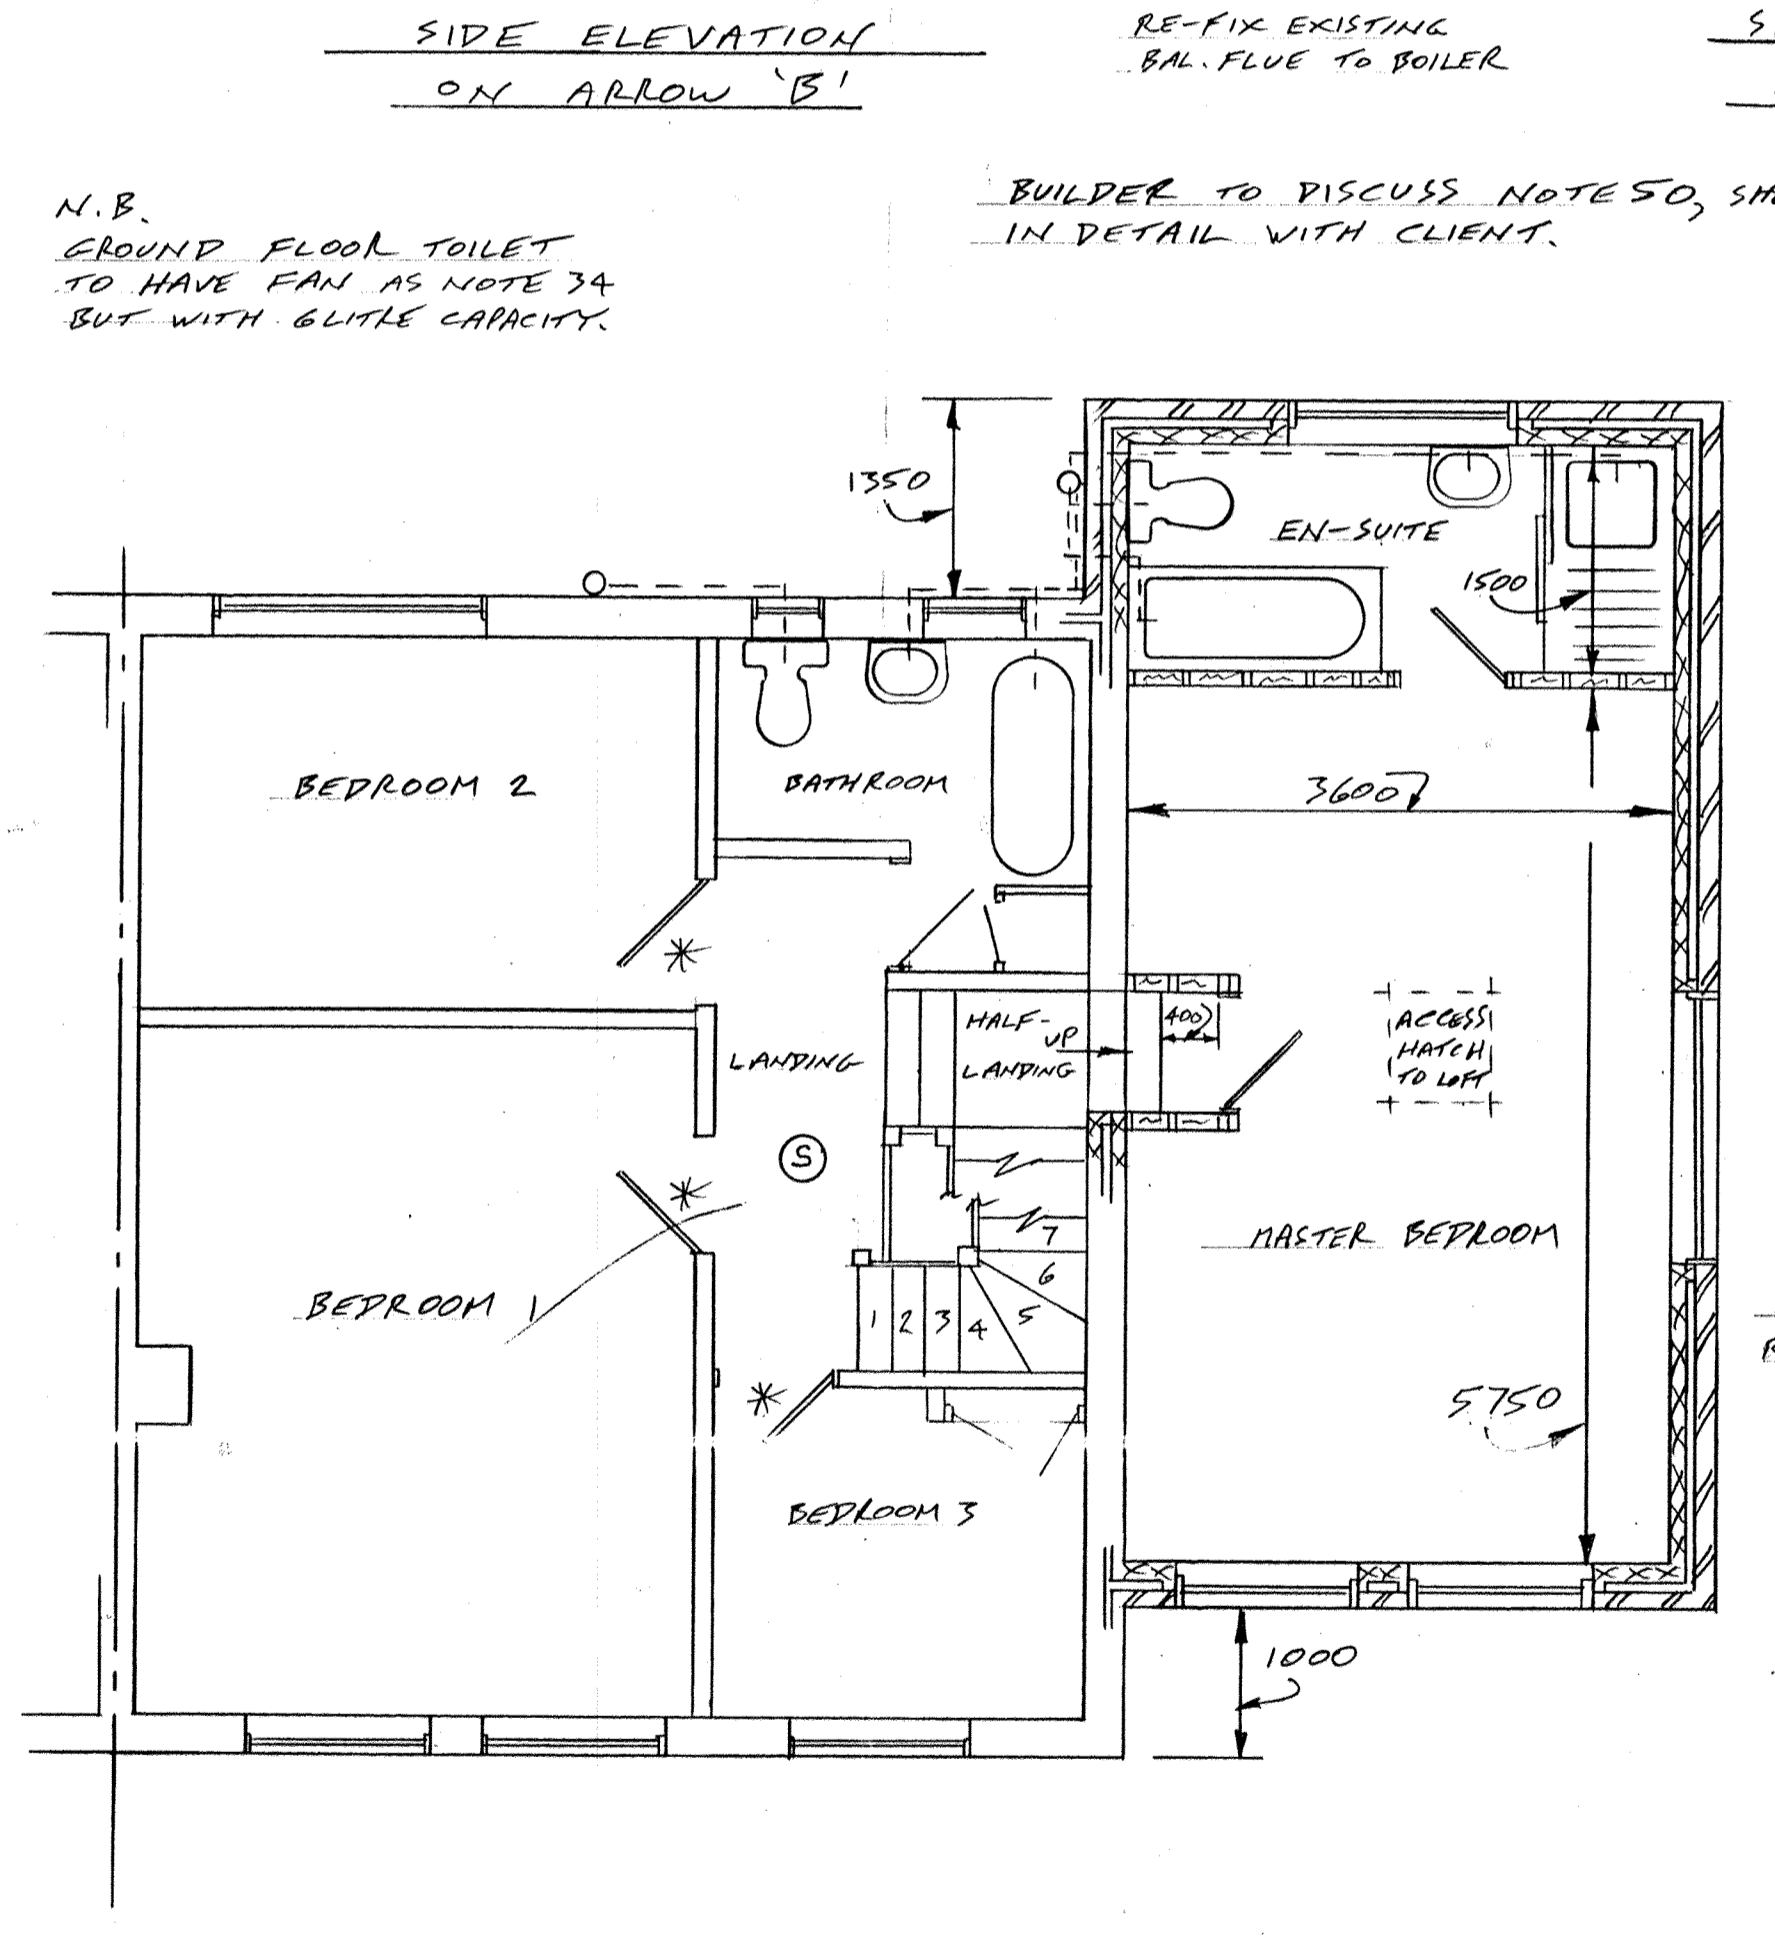 SIDE ELEVATION
ON ARROW 'B'
RE-FIX EXISTING
BAL. FLUE TO BOILER
N.B.
GROUND FLOOR TOILET
TO HAVE FAN AS NOTE 34
BUT WITH 6LITRE CAPACITY.
BUILDER TO DISCUSS NOTE 50,
IN DETAIL WITH CLIENT.
1350
EN-SUITE
1500
BEDROOM 2
BATHROOM
3600
HALF-
LANDING
UP
400
LANDING
ACCESS
HATCH
TO LOFT
S
MASTER BEDROOM
BEDROOM 1
1 2 3 4 5 6 7
5750
BEDROOM 3
1000